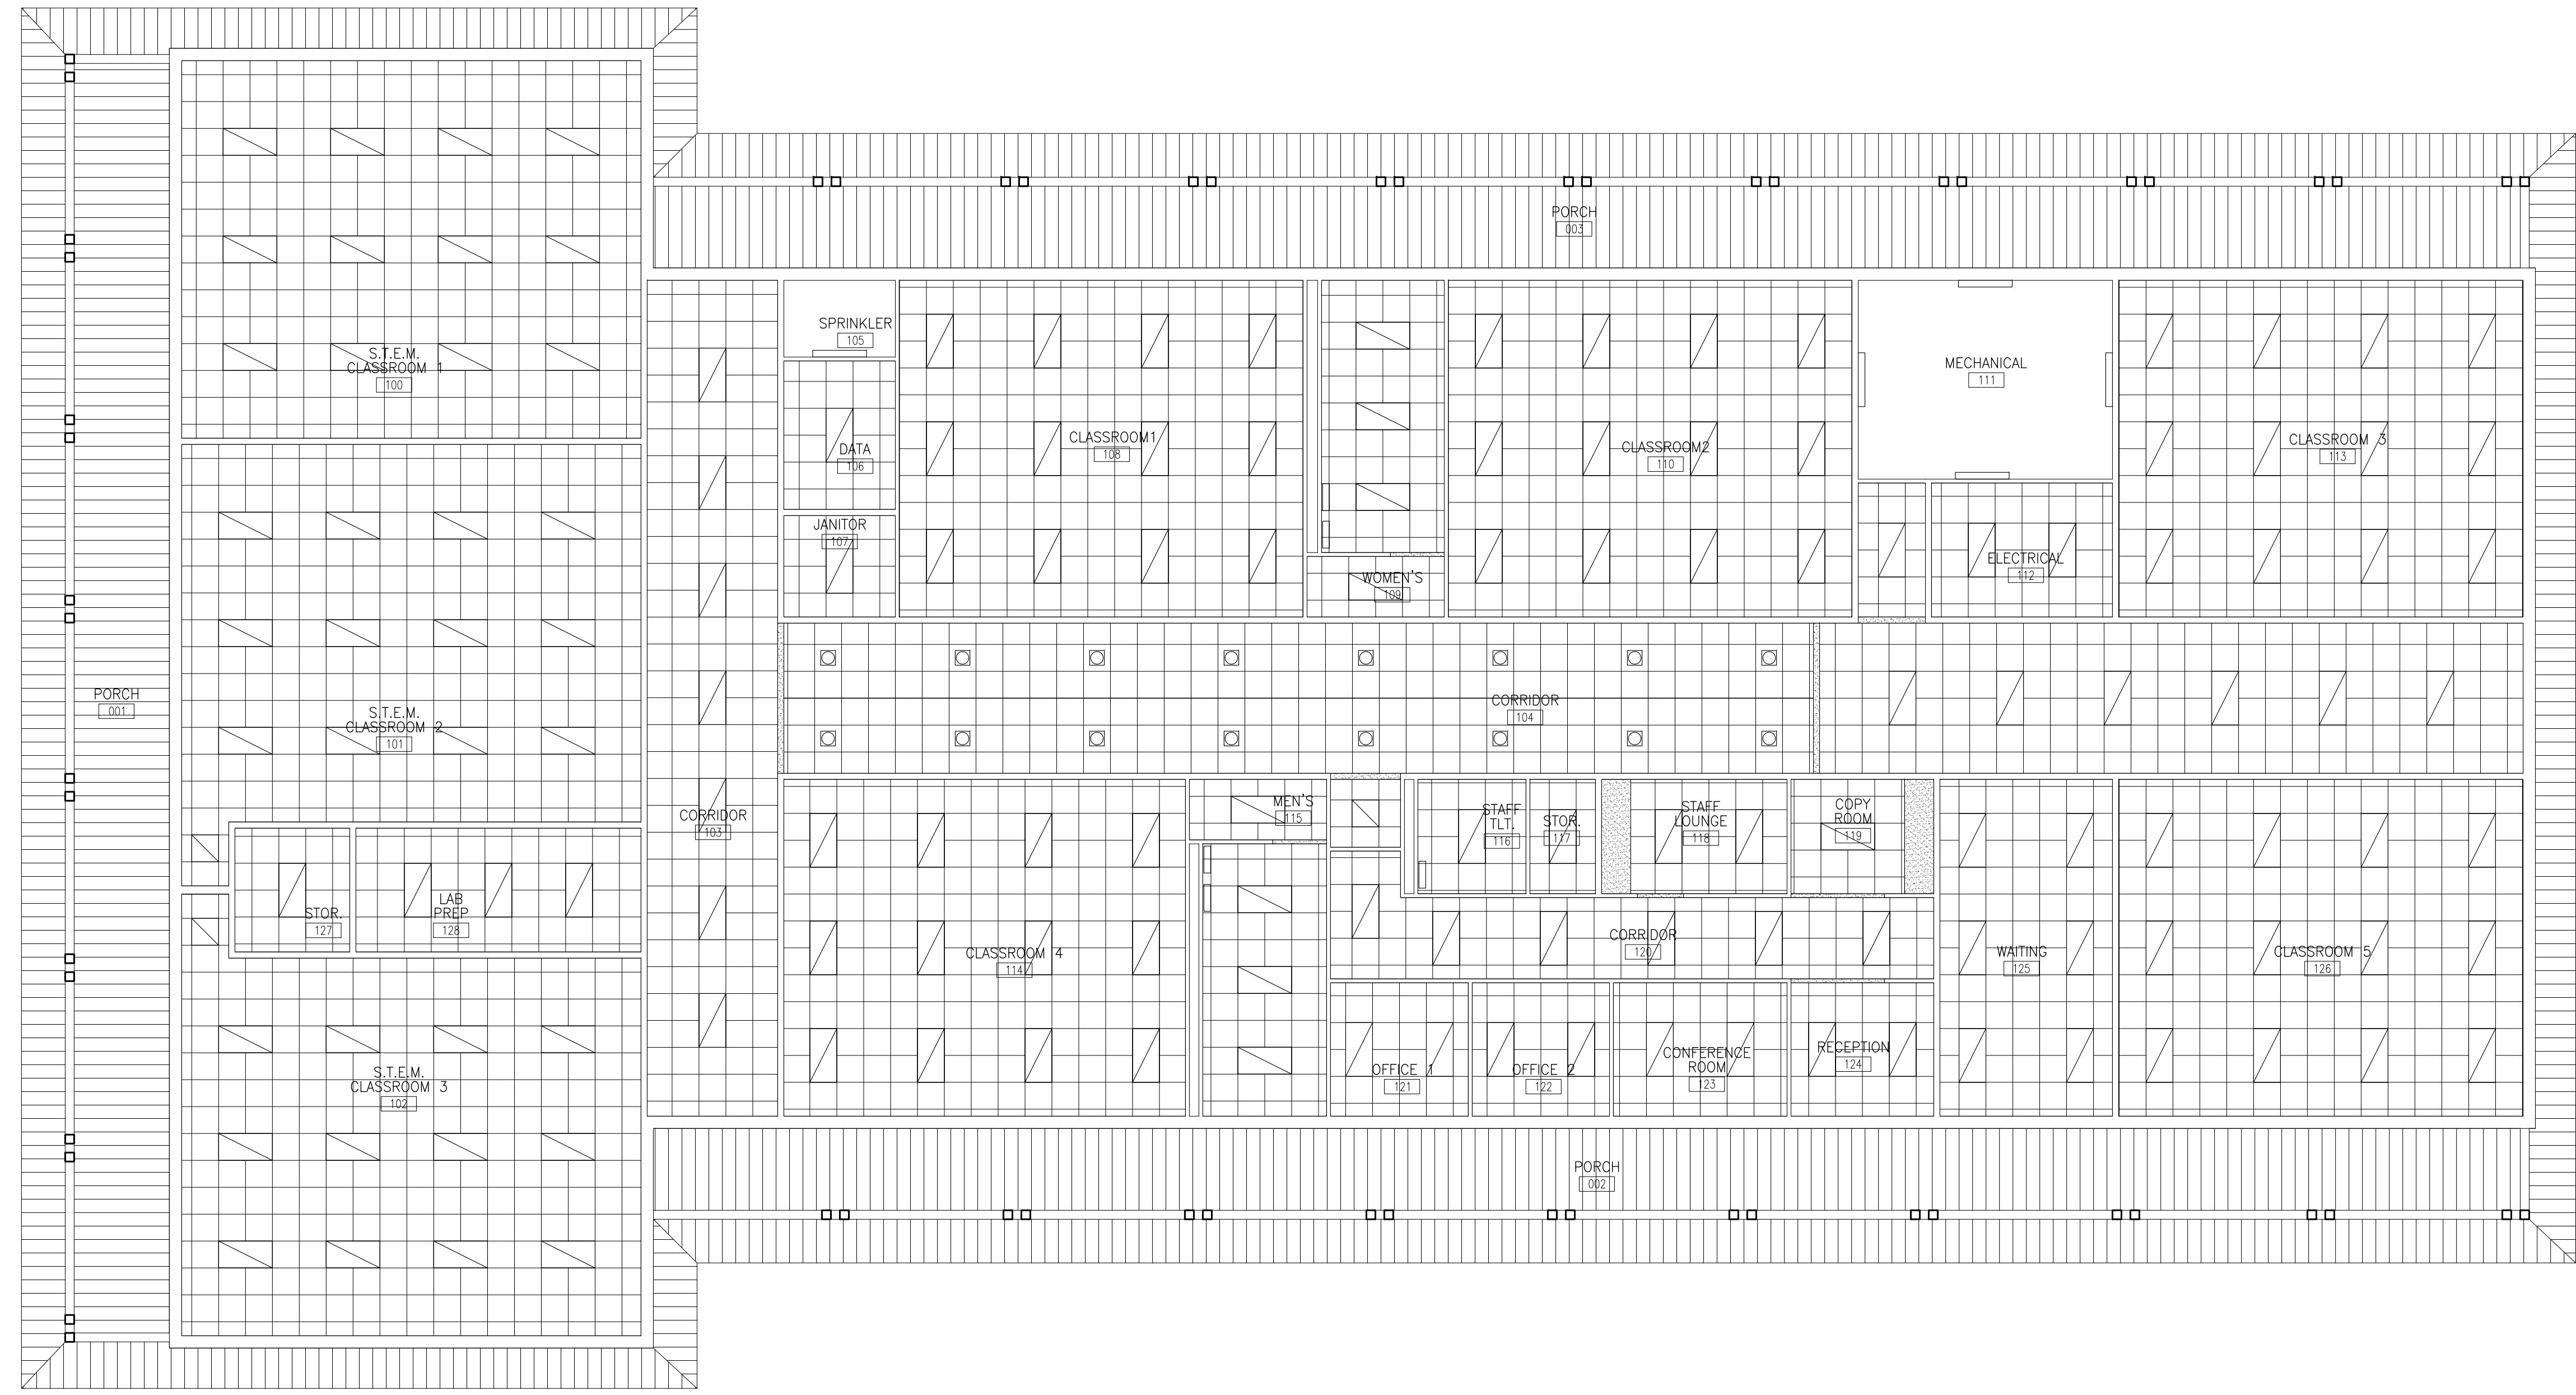 PORCH
003
SPRINKLER
105
S.T.E.M.
CLASSROOM 1
100
MECHANICAL
111
DATA
106
CLASSROOM1
108
CLASSROOM2
110
CLASSROOM 3
113
JANITOR
107
WOMEN'S
109
ELECTRICAL
112
PORCH
001
S.T.E.M.
CLASSROOM 2
101
CORRIDOR
104
CORRIDOR
103
MEN'S
115
STAFF
TLT.
116
STOR.
117
STAFF
LOUNGE
118
COPY
ROOM
119
STOR.
127
LAB
PREP
128
CLASSROOM 4
114
CORRIDOR
120
WAITING
125
CLASSROOM 5
126
S.T.E.M.
CLASSROOM 3
102
OFFICE 1
121
OFFICE 2
122
CONFERENCE
ROOM
123
RECEPTION
124
PORCH
002